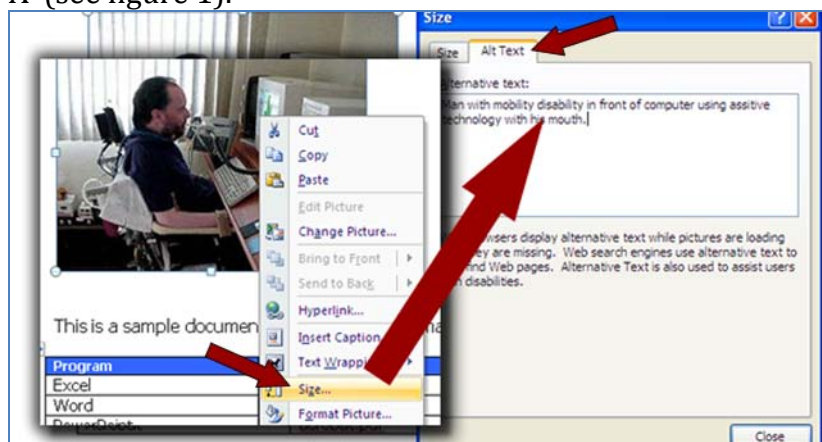 (see figure 1).
Size
Size
Alt Text
Alternative text:
Man with mobility disability in front of computer using assitive
technology with his mouth.
Cut
Copy
Paste
Edit Picture
Change Picture...
Bring to Front
Send to Back
Hyperlink...
Insert Caption
Text Wrapping
Size...
Format Picture...
display alternative text while pictures are loading
are missing. Web search engines use alternative text to
Web pages. Alternative Text is also used to assist users
disabilities.
This is a sample documen
Program
Excel
Word
PowerPoint
Close